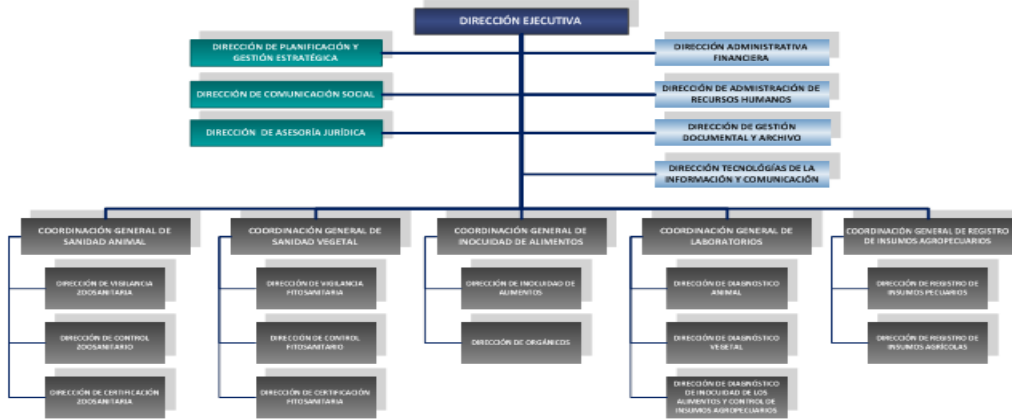 DIRECCIÓN EJECUTIVA
DIRECCIÓN DE PLANIFICACIÓN Y
GESTIÓN ESTRATÉGICA
DIRECCIÓN ADMINISTRATIVA
FINANCIERA
DIRECCIÓN DE COMUNICACIÓN SOCIAL
DIRECCIÓN DE ADMISTRACIÓN DE
RECURSOS HUMANOS
DIRECCIÓN DE ASESORÍA JURÍDICA
DIRECCIÓN DE GESTIÓN
DOCUMENTAL Y ARCHIVO
DIRECCIÓN TECNOLÓGÍAS DE LA
INFORMACIÓN Y COMUNICACIÓN
COORDINACIÓN GENERAL DE
SANIDAD ANIMAL
DIRECCIÓN DE VIGILANCIA
ZOOSANITARIA
DIRECCIÓN DE CONTROL
ZOOSANITARIO
DIRECCIÓN DE CERTIFICACIÓN
ZOOSANITARIA
COORDINACIÓN GENERAL DE
SANIDAD VEGETAL
DIRECCIÓN DE VIGILANCIA
FITOSANITARIA
DIRECCIÓN DE CONTROL
FITOSANITARIO
DIRECCIÓN DE CERTIFICACIÓN
FITOSANITARIA
COORDINACIÓN GENERAL DE
INOCUIDAD DE ALIMENTOS
DIRECCIÓN DE INOCUIDAD DE
ALIMENTOS
DIRECCIÓN DE ORGÁNICOS
COORDINACIÓN GENERAL DE
LABORATORIOS
DIRECCIÓN DE DIAGNOSTICO
ANIMAL
DIRECCIÓN DE DIAGNÓSTICO
VEGETAL
DIRECCIÓN DE DIAGNÓSTICO
DE INOCUIDAD DE LOS
ALIMENTOS Y CONTROL DE
INSUMOS AGROPECUARIOS
COORDINACIÓN GENERAL DE REGISTRO
DE INSUMOS AGROPECUARIOS
DIRECCIÓN DE REGISTRO DE
INSUMOS PECUARIOS
DIRECCIÓN DE REGISTRO DE
INSUMOS AGRÍCOLAS